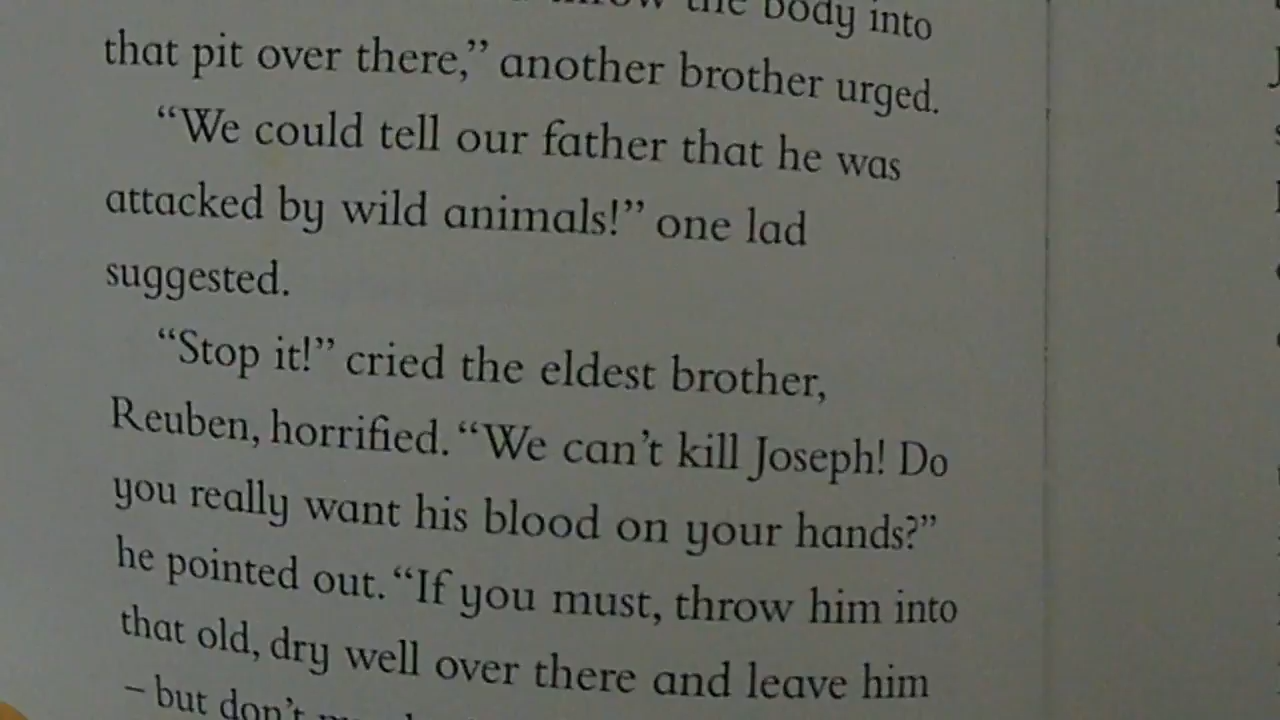 the body into
that pit over there,” another brother urged.
“We could tell our father that he was
attacked by wild animals!” one lad
suggested.
“Stop it!” cried the eldest brother,
Reuben, horrified. “We can’t kill Joseph! Do
you really want his blood on your hands?”
he pointed out. “If you must, throw him into
that old, dry well over there and leave him
– but don’t